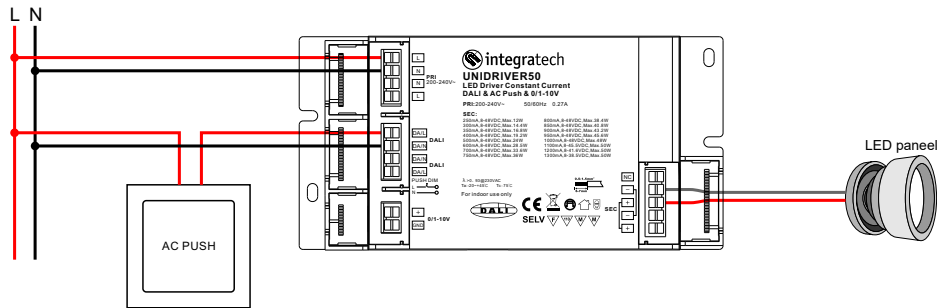 L N
integratech
UNIDRIVER50
LED Driver Constant Current
DALI & AC Push & 0/1-10V
PRI:200-240V~ 50/60Hz 0.27A
SEC:
250mA,8-48VDC,Max.12W 800mA,8-48VDC,Max.38.4W
300mA,8-48VDC,Max.14.4W 850mA,8-48VDC,Max.40.8W
350mA,8-48VDC,Max.16.8W 900mA,8-48VDC,Max.43.2W
400mA,8-48VDC,Max.19.2W 950mA,8-48VDC,Max.45.6W
500mA,8-48VDC,Max.24W 1000mA,8-48VDC,Max.48W
600mA,8-48VDC,Max.28.8W 1100mA,8-45.5VDC,Max.50W
700mA,8-48VDC,Max.33.6W 1200mA,8-41.6VDC,Max.50W
750mA,8-48VDC,Max.36W 1300mA,8-38.5VDC,Max.50W
Ta:-20~+45°C Tc:75°C
For indoor use only
DALI
SELV
F
M
M
L
N
PRI
200-240V~
N
L
DA/L
DALI
DA/N
DA/N
DALI
DA/L
PUSH DIM
L
N
+
0/1-10V
GND
NC
−
+
SEC
−
+
LED paneel
AC PUSH